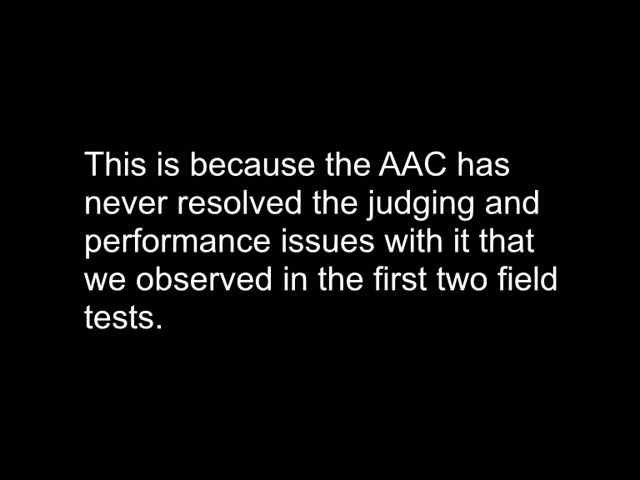 This is because the AAC has
never resolved the judging and
performance issues with it that
we observed in the first two field
tests.